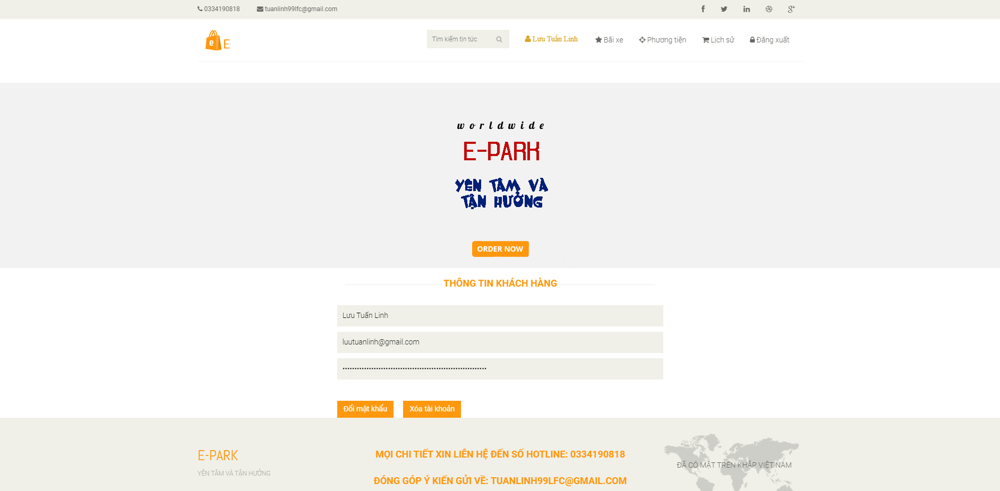 0334190818 tuanlinh99lfc@gmail.com
e E-
Tìm kiếm tin tức Lưu Tuấn Linh Bãi xe Phương tiện Lịch sử Đăng xuất
worldwide
E-PARK
YÊN TÂM VÀ
TẬN HƯỞNG
ORDER NOW
THÔNG TIN KHÁCH HÀNG
Lưu Tuấn Linh
luutuanlinh@gmail.com
Đổi mật khẩu Xóa tài khoản
E-PARK
YÊN TÂM VÀ TẬN HƯỞNG
MỌI CHI TIẾT XIN LIÊN HỆ ĐẾN SỐ HOTLINE: 0334190818
ĐÓNG GÓP Ý KIẾN GỬI VỀ: TUANLINH99LFC@GMAIL.COM
ĐÃ CÓ MẶT TRÊN KHẮP VIỆT NAM